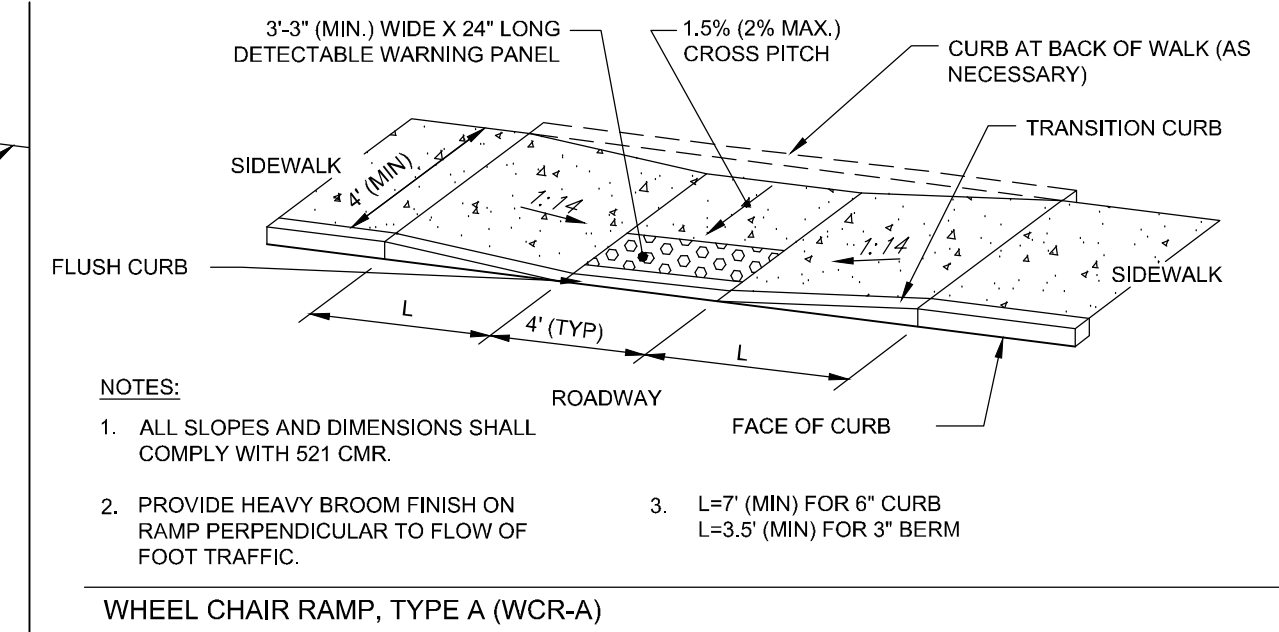 3'-3" (MIN.) WIDE X 24" LONG
DETECTABLE WARNING PANEL
1.5% (2% MAX.)
CROSS PITCH
CURB AT BACK OF WALK (AS
NECESSARY)
TRANSITION CURB
SIDEWALK
4' (MIN)
1:14
1:14
SIDEWALK
FLUSH CURB
L
4' (TYP)
L
ROADWAY
FACE OF CURB
NOTES:
1. ALL SLOPES AND DIMENSIONS SHALL
COMPLY WITH 521 CMR.
2. PROVIDE HEAVY BROOM FINISH ON
RAMP PERPENDICULAR TO FLOW OF
FOOT TRAFFIC.
3. L=7' (MIN) FOR 6" CURB
L=3.5' (MIN) FOR 3" BERM
WHEEL CHAIR RAMP, TYPE A (WCR-A)